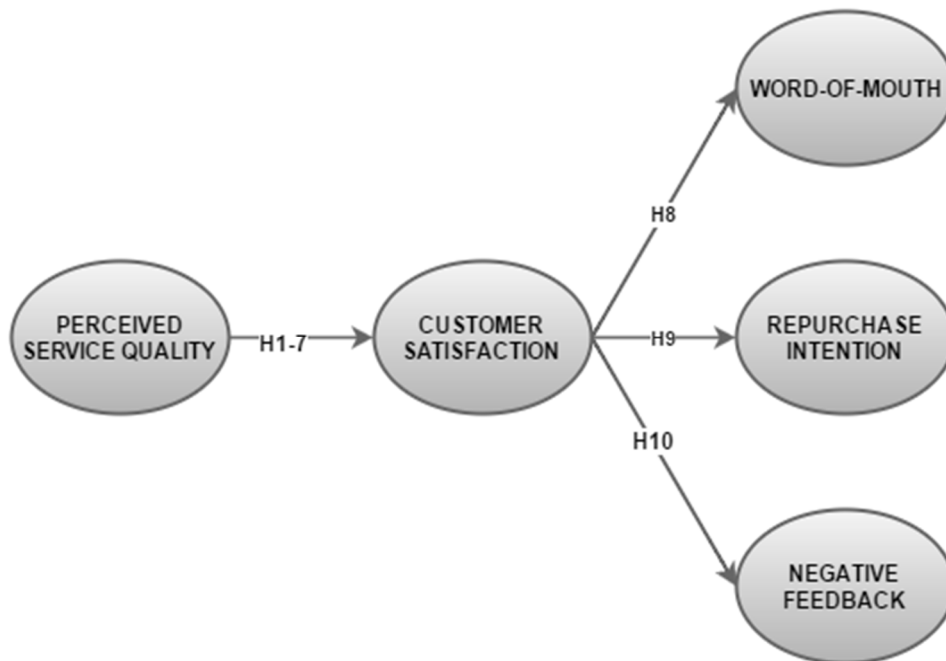 WORD-OF-MOUTH
H8
PERCEIVED
SERVICE QUALITY
H1-7
CUSTOMER
SATISFACTION
H9
REPURCHASE
INTENTION
H10
NEGATIVE
FEEDBACK